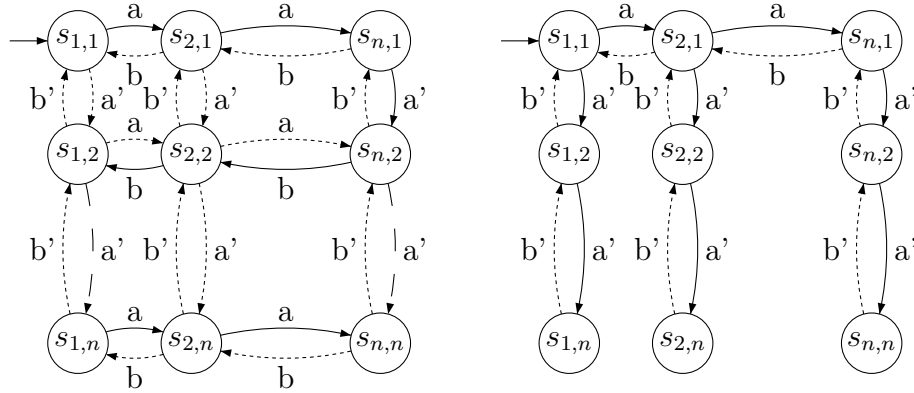 a a a a
s1,1 s2,1 sn,1 s1,1 s2,1 sn,1
b b b b
b' a' b' a' b' a' b' a' b' a' b' a'
a a
s1,2 s2,2 sn,2 s1,2 s2,2 sn,2
b b
b' a' b' a' b' a' b' a' b' a' b' a'
a a
s1,n s2,n sn,n s1,n s2,n sn,n
b b